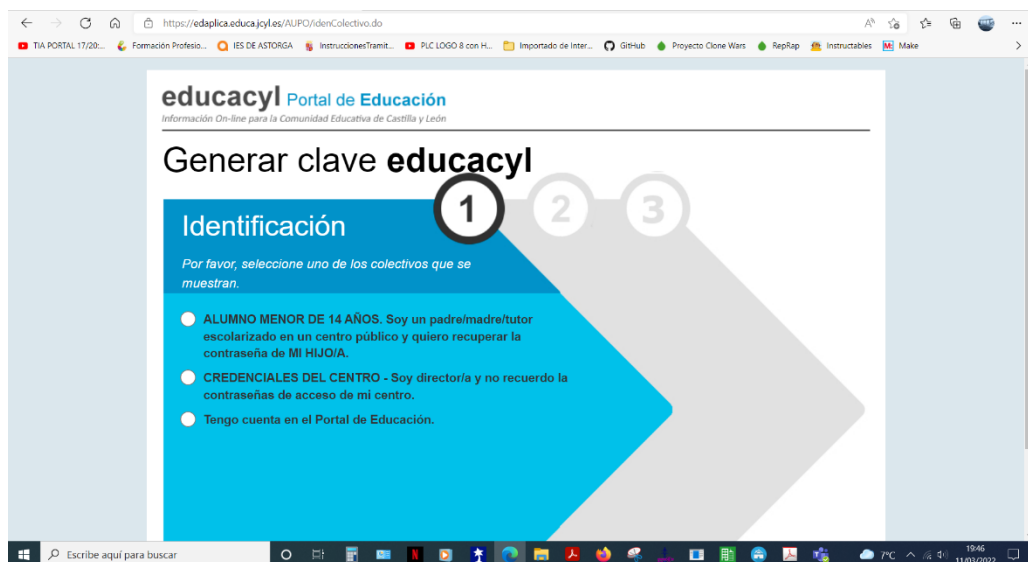 https://edaplica.educa.jcyl.es/AUPO/idenColectivo.do
TIA PORTAL 17/20:... Formación Profesio... IES DE ASTORGA InstruccionesTramit... PLC LOGO 8 con H... Importado de Inter... GitHub Proyecto Clone Wars RepRap Instructables Make
educacyl Portal de Educación
Información On-line para la Comunidad Educativa de Castilla y León
Generar clave educacyl
1 2 3
Identificación
Por favor, seleccione uno de los colectivos que se
muestran.
ALUMNO MENOR DE 14 AÑOS. Soy un padre/madre/tutor
escolarizado en un centro público y quiero recuperar la
contraseña de MI HIJO/A.
CREDENCIALES DEL CENTRO - Soy director/a y no recuerdo la
contraseñas de acceso de mi centro.
Tengo cuenta en el Portal de Educación.
Escribe aquí para buscar
7°C
19:46
11/03/2022